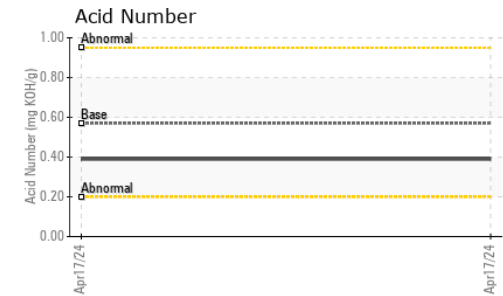 Acid Number
Acid Number (mg KOH/g)
1.00
0.80
0.60
0.40
0.20
0.00
Abnormal
Base
Abnormal
Apr17/24
Apr17/24